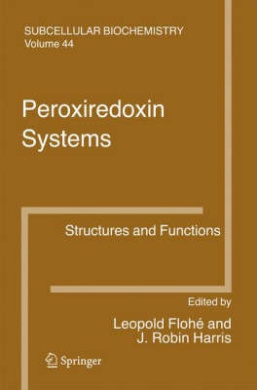 SUBCELLULAR BIOCHEMISTRY
Volume 44
Peroxiredoxin
Systems
Structures and Functions
Edited by
Leopold Flohé and
J. Robin Harris
Springer